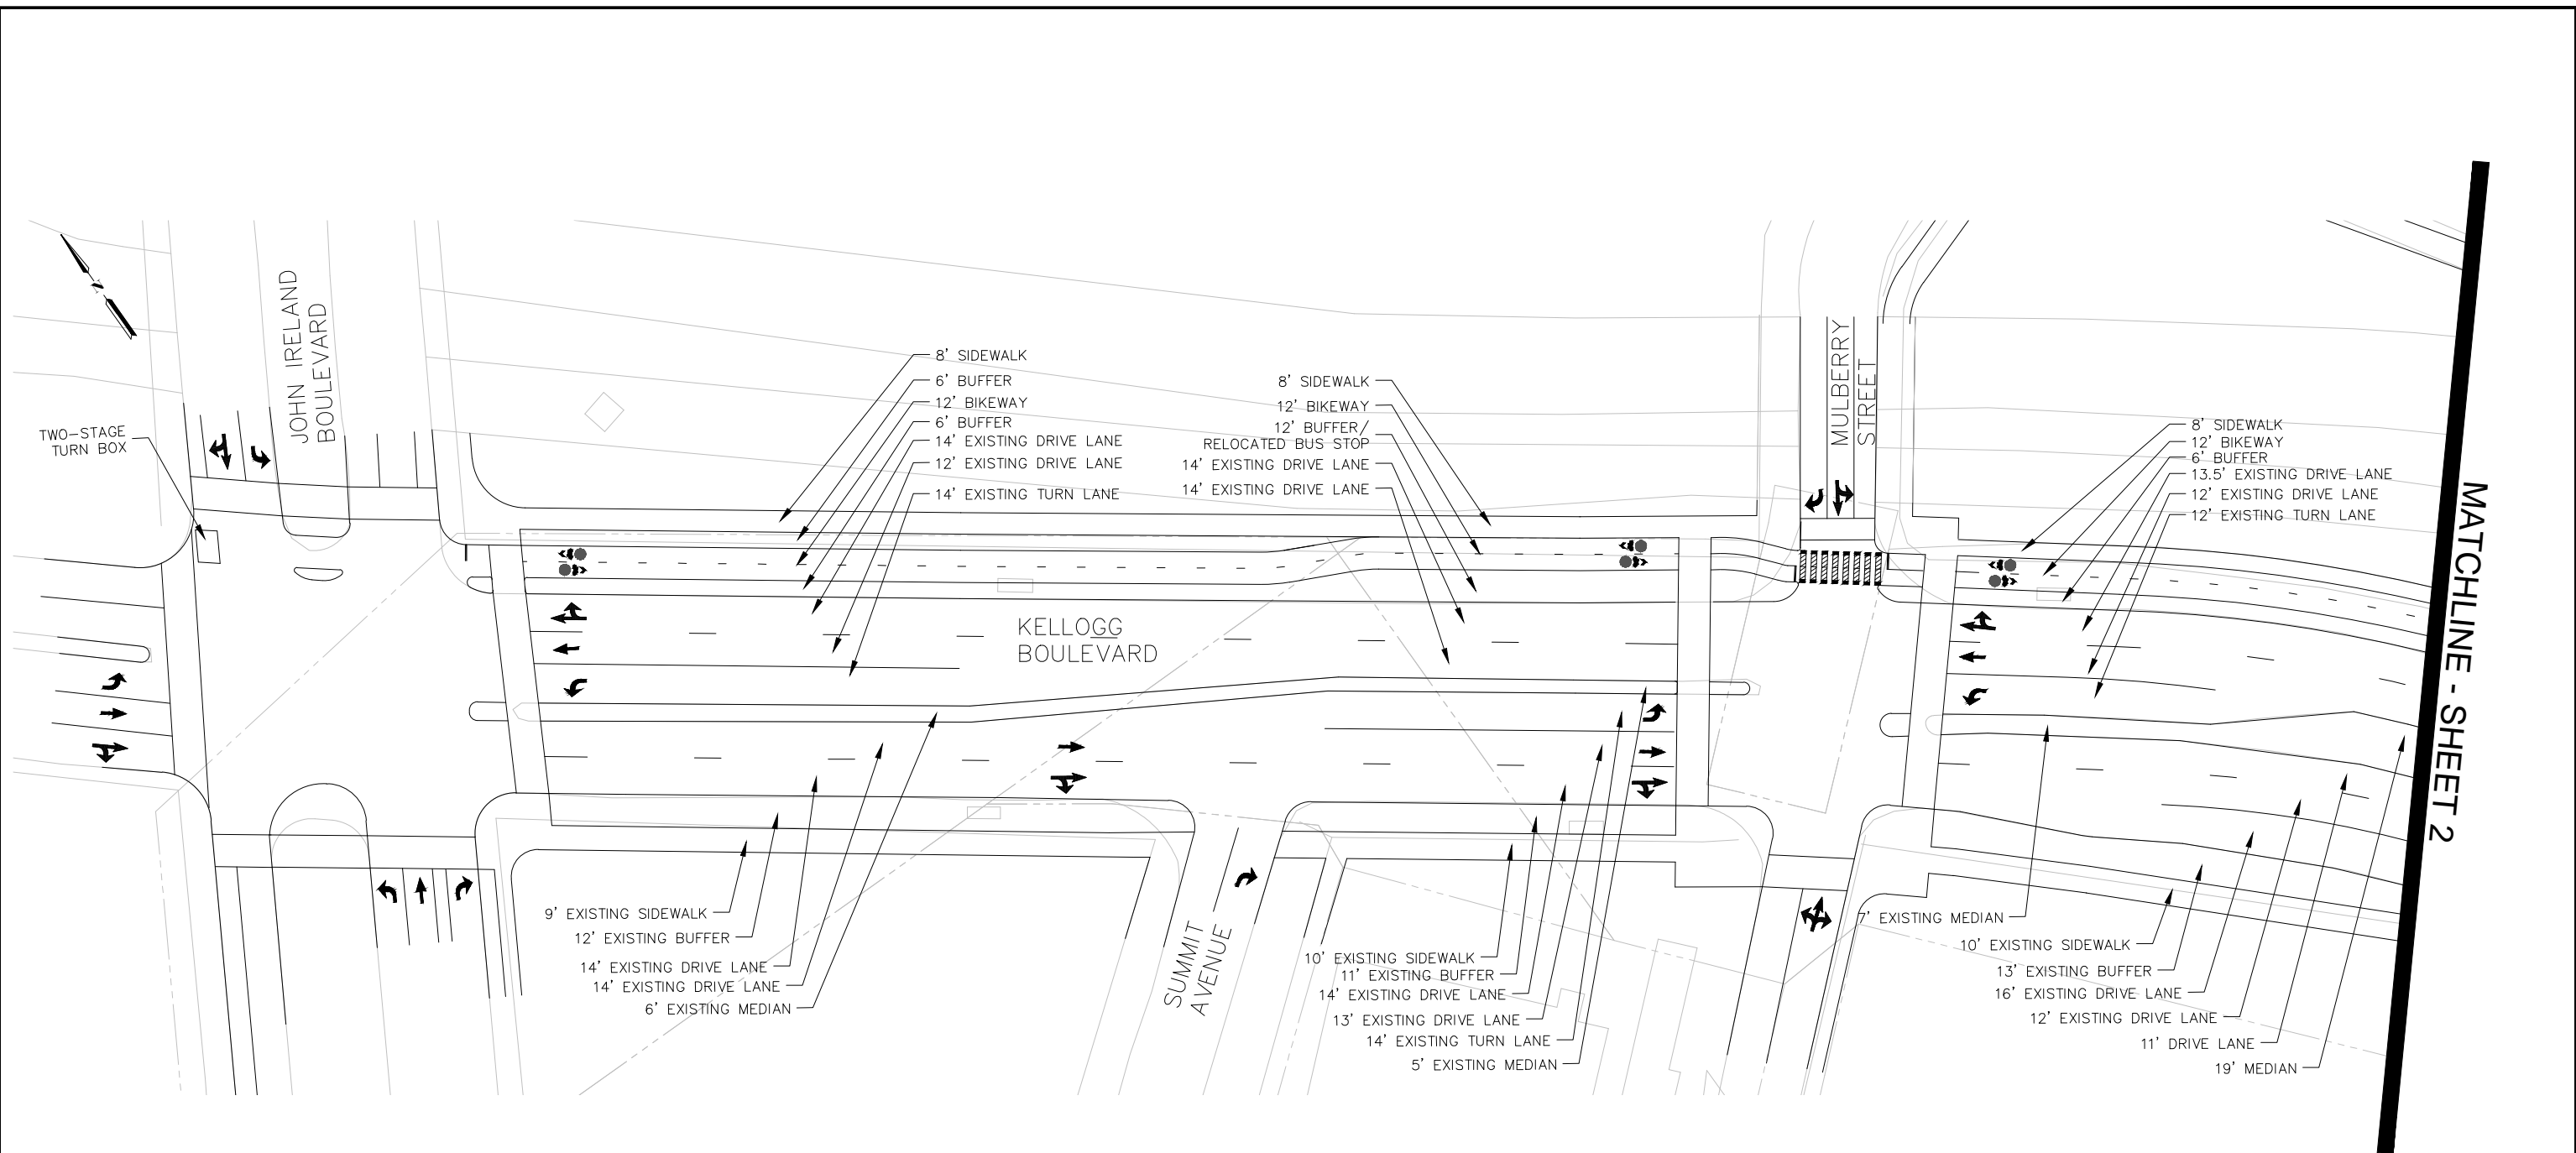 JOHN IRELAND
BOULEVARD
TWO-STAGE
TURN BOX
8' SIDEWALK
6' BUFFER
12' BIKEWAY
6' BUFFER
14' EXISTING DRIVE LANE
12' EXISTING DRIVE LANE
14' EXISTING TURN LANE
8' SIDEWALK
12' BIKEWAY
12' BUFFER/
RELOCATED BUS STOP
14' EXISTING DRIVE LANE
14' EXISTING DRIVE LANE
MULBERRY
STREET
8' SIDEWALK
12' BIKEWAY
6' BUFFER
13.5' EXISTING DRIVE LANE
12' EXISTING DRIVE LANE
12' EXISTING TURN LANE
MATCHLINE - SHEET 2
KELLOGG
BOULEVARD
9' EXISTING SIDEWALK
12' EXISTING BUFFER
14' EXISTING DRIVE LANE
14' EXISTING DRIVE LANE
6' EXISTING MEDIAN
SUMMIT
AVENUE
10' EXISTING SIDEWALK
11' EXISTING BUFFER
14' EXISTING DRIVE LANE
13' EXISTING DRIVE LANE
14' EXISTING TURN LANE
5' EXISTING MEDIAN
7' EXISTING MEDIAN
10' EXISTING SIDEWALK
13' EXISTING BUFFER
16' EXISTING DRIVE LANE
12' EXISTING DRIVE LANE
11' DRIVE LANE
19' MEDIAN